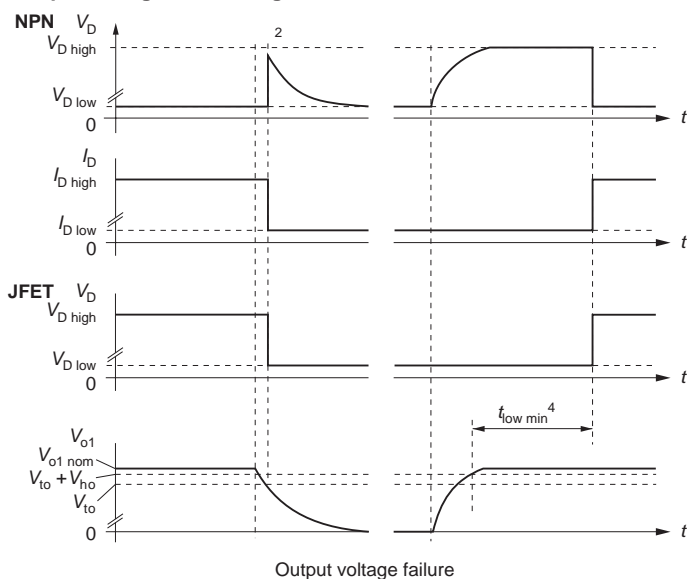 NPN V_D
2
V_D high
V_D low
0
t
I_D
I_D high
I_D low
0
t
JFET V_D
V_D high
V_D low
0
t
t_low min^4
V_o1
V_o1 nom
V_to + V_ho
V_to
0
t
Output voltage failure